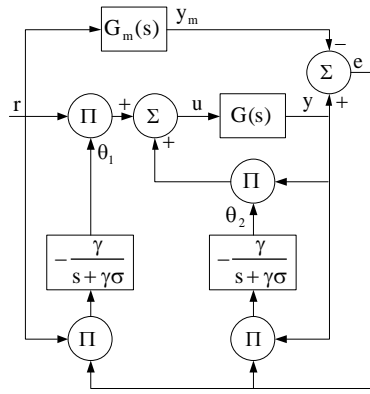 G_m(s)
y_m
−
Σ
e
r
Π
+
Σ
u
G(s)
y
+
θ_1
+
Π
θ_2
− γ / (s + γσ)
− γ / (s + γσ)
Π
Π